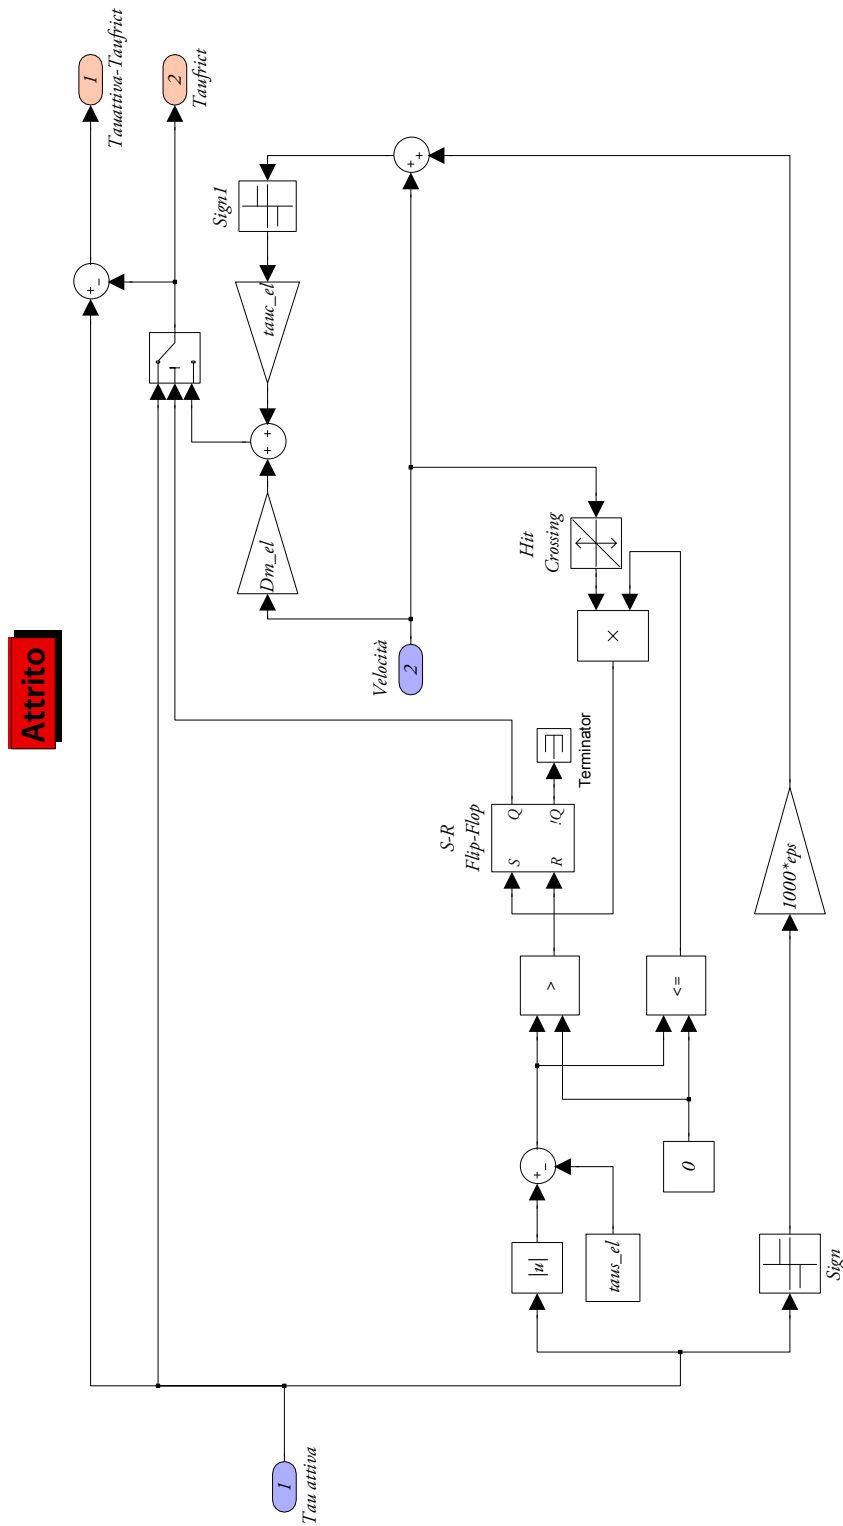 Attrito
1
Tau attiva
|u|
taus_el
Sign
+
-
0
>
<=
1000*eps
S-R
Flip-Flop
S
R
Q
!Q
Terminator
×
Hit
Crossing
2
Velocità
Dm_el
+
+
tauc_el
Sign1
+
+
+
-
1
Tauattiva-Taufrict
2
Taufrict